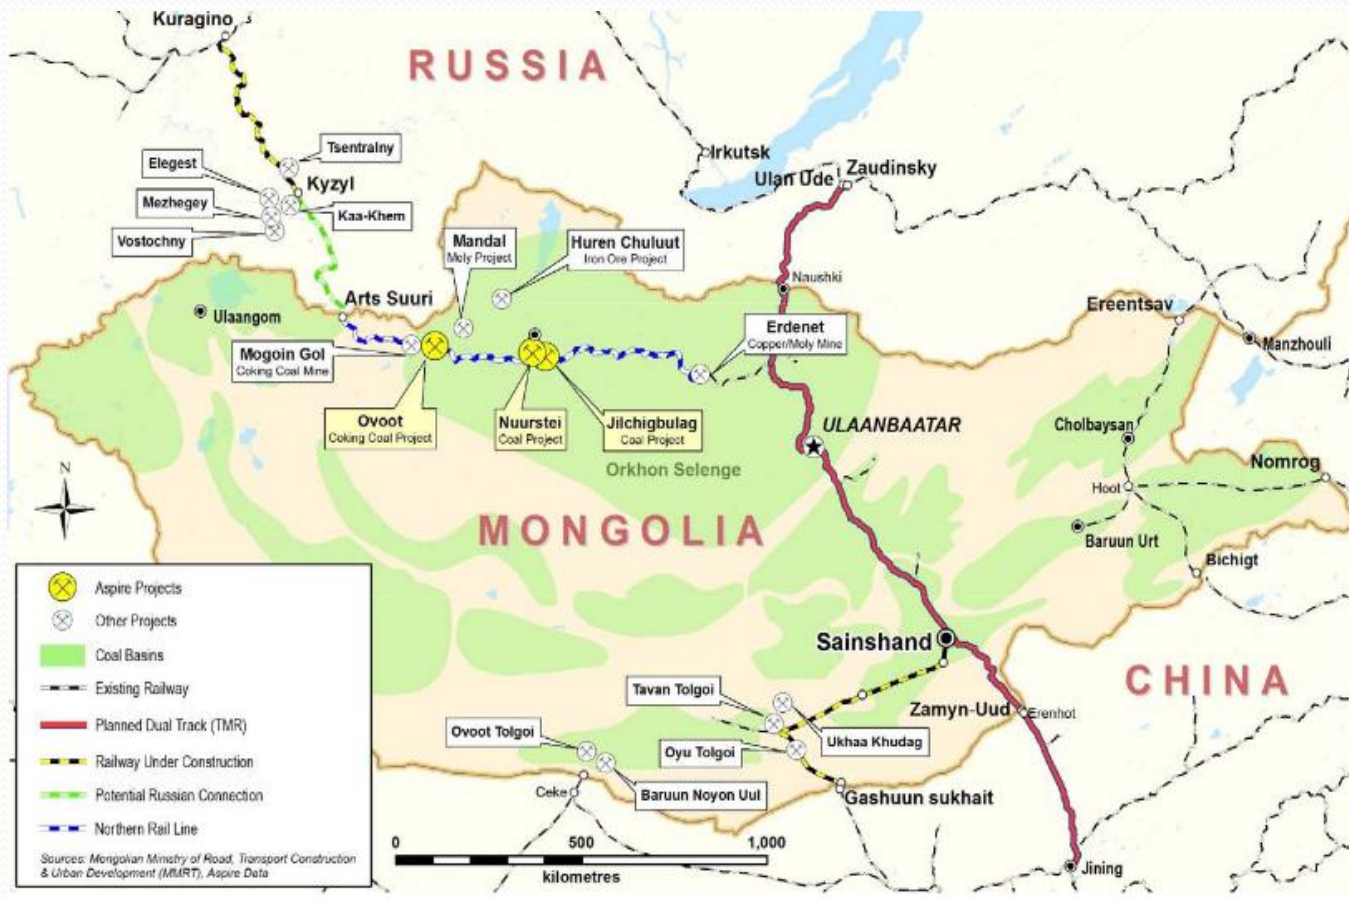 Kuragino
RUSSIA
Tsentralny
Elegest
Kyzyl
Mezhegey
Kaa-Khem
Vostochny
Irkutsk
Ulan Ude
Zaudinsky
Mandal
Moly Project
Huren Chuluut
Iron Ore Project
Naushki
Arts Suuri
Ulaangom
Ereentsav
Manzhouli
Erdenet
Copper/Moly Mine
Mogoin Gol
Coking Coal Mine
Ovoot
Coking Coal Project
Nuurstei
Coal Project
Jilchigbulag
Coal Project
ULAANBAATAR
Cholbaysan
Orkhon Selenge
Nomrog
Hoot
N
MONGOLIA
Baruun Urt
Bichigt
Sainshand
CHINA
Tavan Tolgoi
Zamyn-Uud
Erenhot
Ovoot Tolgoi
Oyu Tolgoi
Ukhaa Khudag
Ceke
Baruun Noyon Uul
Gashuun sukhait
Jining
Aspire Projects
Other Projects
Coal Basins
Existing Railway
Planned Dual Track (TMR)
Railway Under Construction
Potential Russian Connection
Northern Rail Line
Sources: Mongolian Ministry of Road, Transport Construction
& Urban Development (MMRT), Aspire Data
0 500 1,000
kilometres